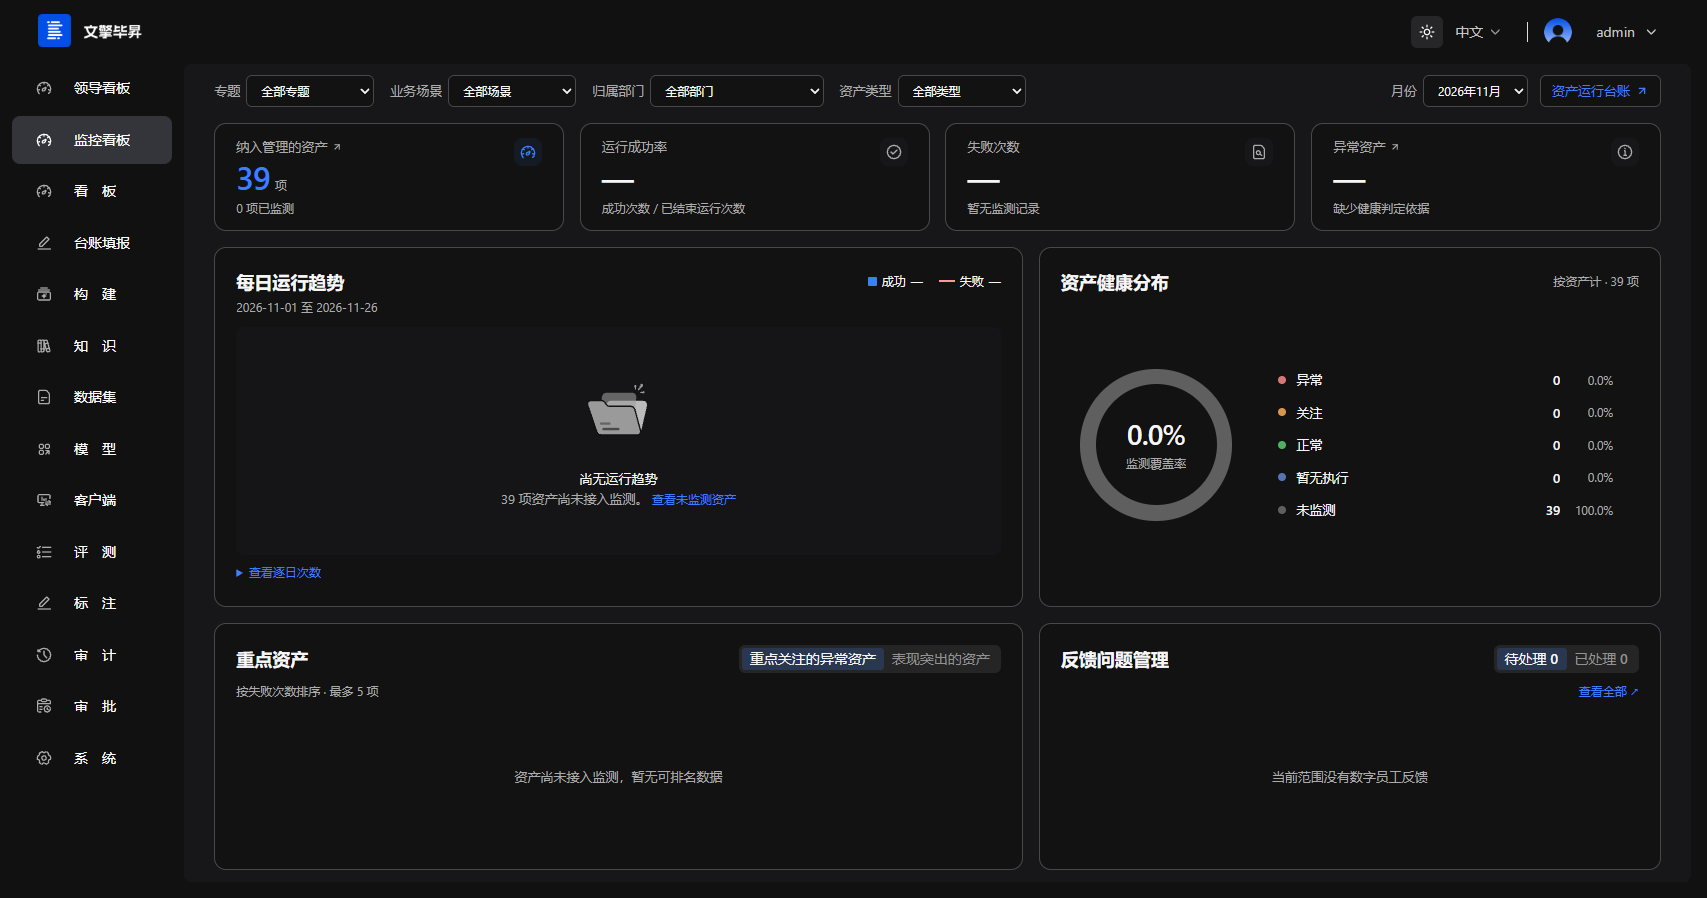 文擎毕昇
中文
admin
领导看板
监控看板
看 板
台账填报
构 建
知 识
数据集
模 型
客户端
评 测
标 注
审 计
审 批
系 统
专题 全部专题 业务场景 全部场景 归属部门 全部部门 资产类型 全部类型 月份 2026年11月 资产运行台账 ↗
纳入管理的资产 ↗
39 项
0 项已监测
运行成功率
—
成功次数 / 已结束运行次数
失败次数
—
暂无监测记录
异常资产 ↗
—
缺少健康判定依据
每日运行趋势
2026-11-01 至 2026-11-26
成功 — 失败 —
尚无运行趋势
39 项资产尚未接入监测。 查看未监测资产
查看逐日次数
资产健康分布
按资产计 · 39 项
0.0%
监测覆盖率
异常 0 0.0%
关注 0 0.0%
正常 0 0.0%
暂无执行 0 0.0%
未监测 39 100.0%
重点资产
重点关注的异常资产 表现突出的资产
按失败次数排序 · 最多 5 项
资产尚未接入监测，暂无可排名数据
反馈问题管理
待处理 0 已处理 0
查看全部 ↗
当前范围没有数字员工反馈